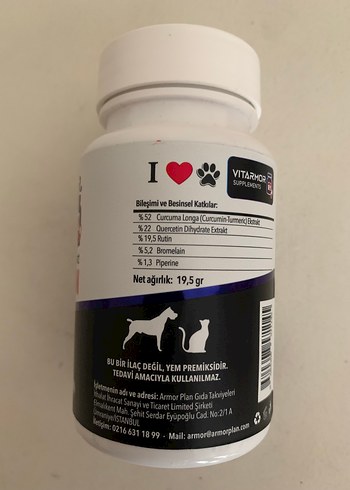 I
VITARMOR
SUPPLEMENTS
Bileşimi ve Besinsel Katkılar:
% 52 Curcuma Longa (Curcumin-Turmeric) Ekstrakt
% 22 Quercetin Dihydrate Extrakt
% 19,5 Rutin
% 5,2 Bromelain
% 1,3 Piperine
Net ağırlık: 19,5 gr
BU BİR İLAÇ DEĞİL, YEM PREMİKSİDİR.
TEDAVİ AMACIYLA KULLANILMAZ.
İşletmenin adı ve adresi: Armor Plan Gıda Takviyeleri
İthalat İhracat Sanayi ve Ticaret Limited Şirketi
Elmalıkent Mah. Şehit Serdar Eyüpoğlu Cad. No:2/1 A
Ümraniye/İSTANBUL
İletişim: 0216 631 18 99 - Mail: armor@armorplan.com